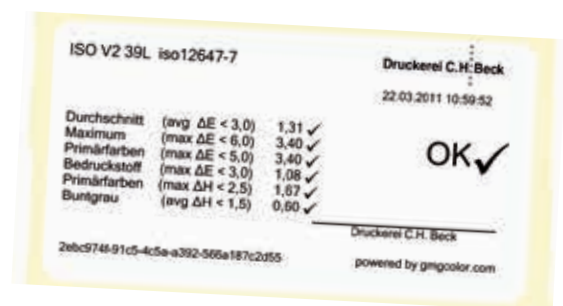 ISO V2 39L iso12647-7
Druckerei C.H. Beck
22.03.2011 10:59:52
Durchschnitt (avg ΔE < 3,0) 1,31 ✓
Maximum (max ΔE < 6,0) 3,40 ✓
Primärfarben (max ΔE < 5,0) 3,40 ✓
Bedruckstoff (max ΔE < 3,0) 1,08 ✓
Primärfarben (max ΔH < 2,5) 1,67 ✓
Buntgrau (avg ΔH < 1,5) 0,60 ✓
OK ✓
Druckerei C.H. Beck
2ebc974f-91c5-4c5a-a392-566a187c2d55
powered by gmgcolor.com